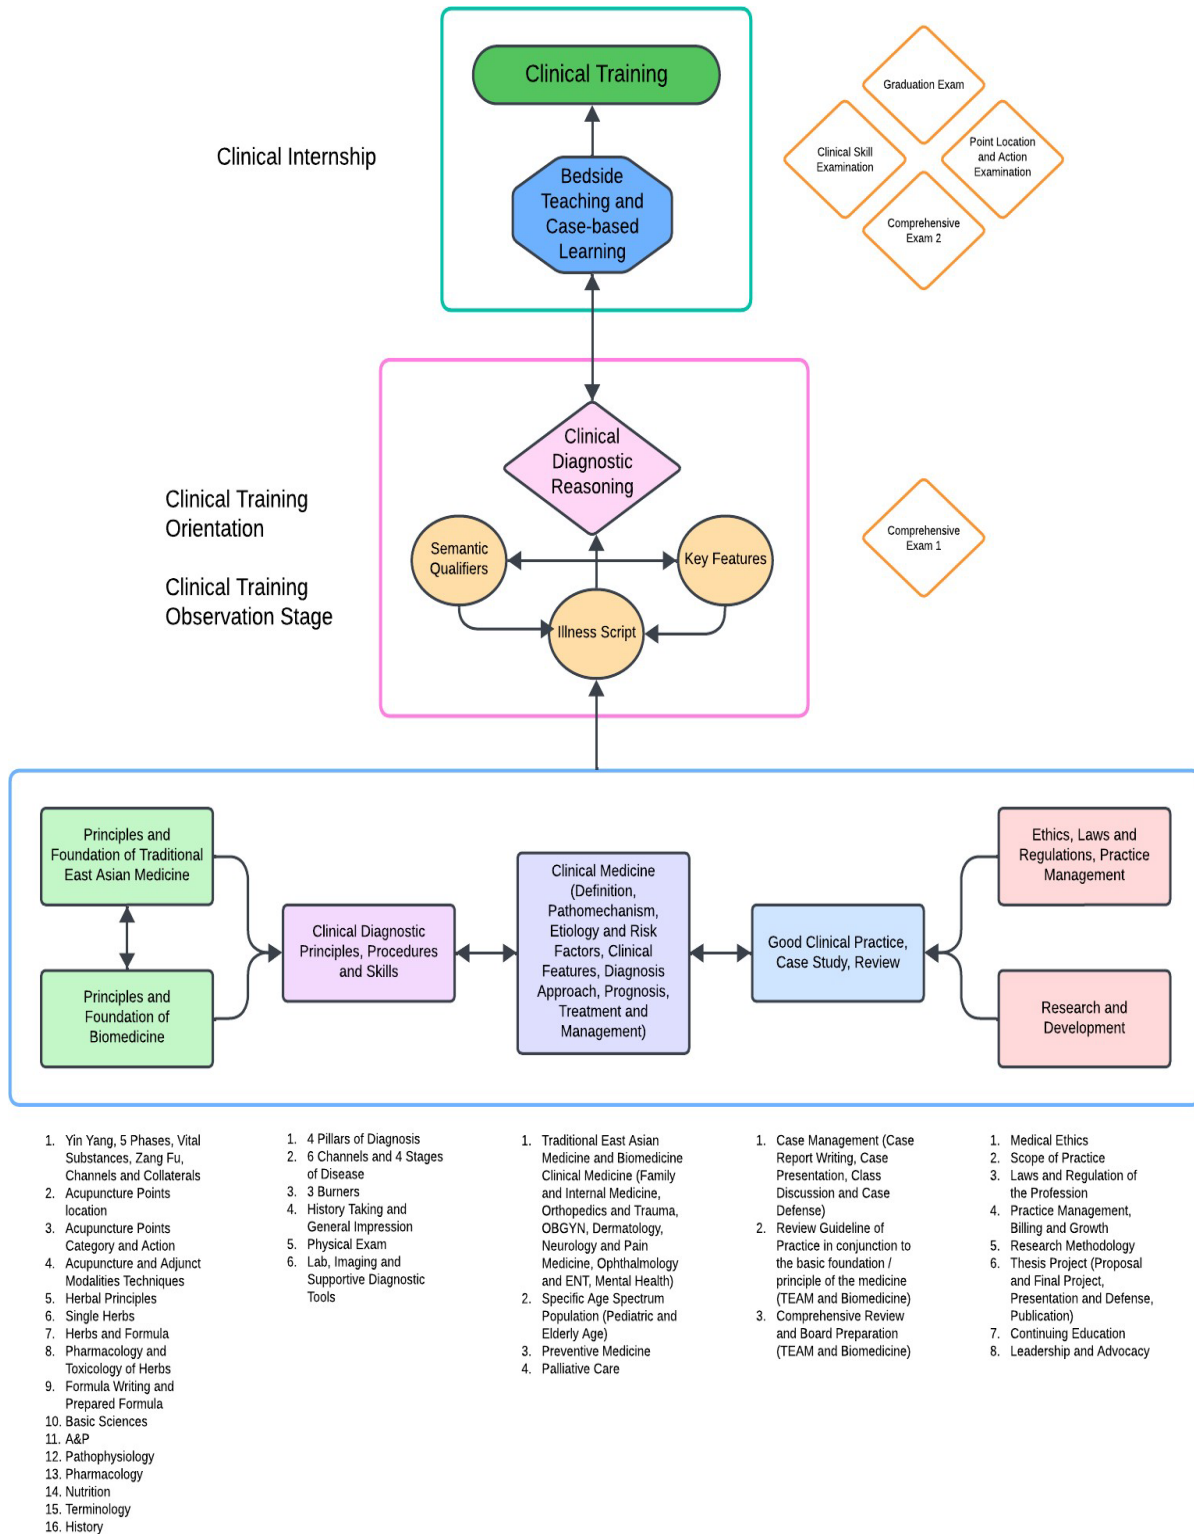 Clinical Training
Graduation Exam
Clinical Skill
Examination
Point Location
and Action
Examination
Clinical Internship
Bedside
Teaching and
Case-based
Learning
Comprehensive
Exam 2
Clinical
Diagnostic
Reasoning
Clinical Training
Orientation
Clinical Training
Observation Stage
Semantic
Qualifiers
Key Features
Illness Script
Comprehensive
Exam 1
Principles and
Foundation of Traditional
East Asian Medicine
Principles and
Foundation of
Biomedicine
Clinical Diagnostic
Principles, Procedures
and Skills
Clinical Medicine
(Definition,
Pathomechanism,
Etiology and Risk
Factors, Clinical
Features, Diagnosis
Approach, Prognosis,
Treatment and
Management)
Good Clinical Practice,
Case Study, Review
Ethics, Laws and
Regulations, Practice
Management
Research and
Development
1. Yin Yang, 5 Phases, Vital
Substances, Zang Fu,
Channels and Collaterals
2. Acupuncture Points
location
3. Acupuncture Points
Category and Action
4. Acupuncture and Adjunct
Modalities Techniques
5. Herbal Principles
6. Single Herbs
7. Herbs and Formula
8. Pharmacology and
Toxicology of Herbs
9. Formula Writing and
Prepared Formula
10. Basic Sciences
11. A&P
12. Pathophysiology
13. Pharmacology
14. Nutrition
15. Terminology
16. History
1. 4 Pillars of Diagnosis
2. 6 Channels and 4 Stages
of Disease
3. 3 Burners
4. History Taking and
General Impression
5. Physical Exam
6. Lab, Imaging and
Supportive Diagnostic
Tools
1. Traditional East Asian
Medicine and Biomedicine
Clinical Medicine (Family
and Internal Medicine,
Orthopedics and Trauma,
OBGYN, Dermatology,
Neurology and Pain
Medicine, Ophthalmology
and ENT, Mental Health)
2. Specific Age Spectrum
Population (Pediatric and
Elderly Age)
3. Preventive Medicine
4. Palliative Care
1. Case Management (Case
Report Writing, Case
Presentation, Class
Discussion and Case
Defense)
2. Review Guideline of
Practice in conjunction to
the basic foundation /
principle of the medicine
(TEAM and Biomedicine)
3. Comprehensive Review
and Board Preparation
(TEAM and Biomedicine)
1. Medical Ethics
2. Scope of Practice
3. Laws and Regulation of
the Profession
4. Practice Management,
Billing and Growth
5. Research Methodology
6. Thesis Project (Proposal
and Final Project,
Presentation and Defense,
Publication)
7. Continuing Education
8. Leadership and Advocacy